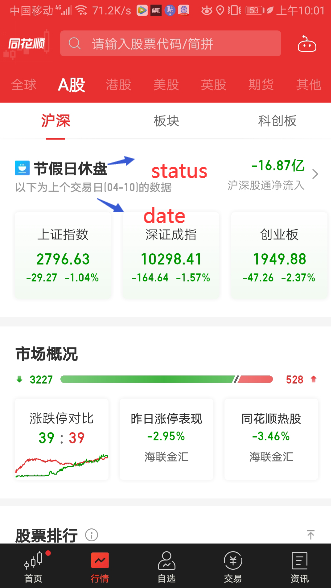 中国移动 4G 71.2K/s 上午10:01
同花顺 请输入股票代码/简拼
全球 A股 港股 美股 英股 期货 其他
沪深 板块 科创板
节假日休盘 status -16.87亿
以下为上个交易日[04-10]的数据 沪深股通净流入
date
上证指数 深证成指 创业板
2796.63 10298.41 1949.88
-29.27 -1.04% -164.64 -1.57% -47.26 -2.37%
市场概况
3227 528
涨跌停对比 昨日涨停表现 同花顺热股
39 : 39 -2.95% -3.46%
海联金汇 海联金汇
股票排行
首页 行情 自选 交易 资讯